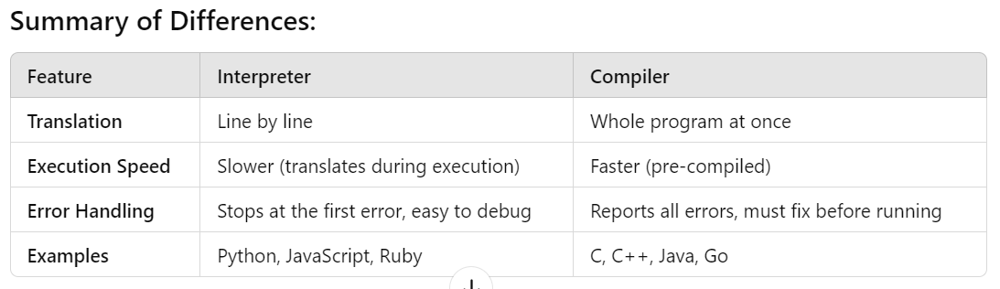 Summary of Differences:
Feature Interpreter Compiler
Translation Line by line Whole program at once
Execution Speed Slower (translates during execution) Faster (pre-compiled)
Error Handling Stops at the first error, easy to debug Reports all errors, must fix before running
Examples Python, JavaScript, Ruby C, C++, Java, Go